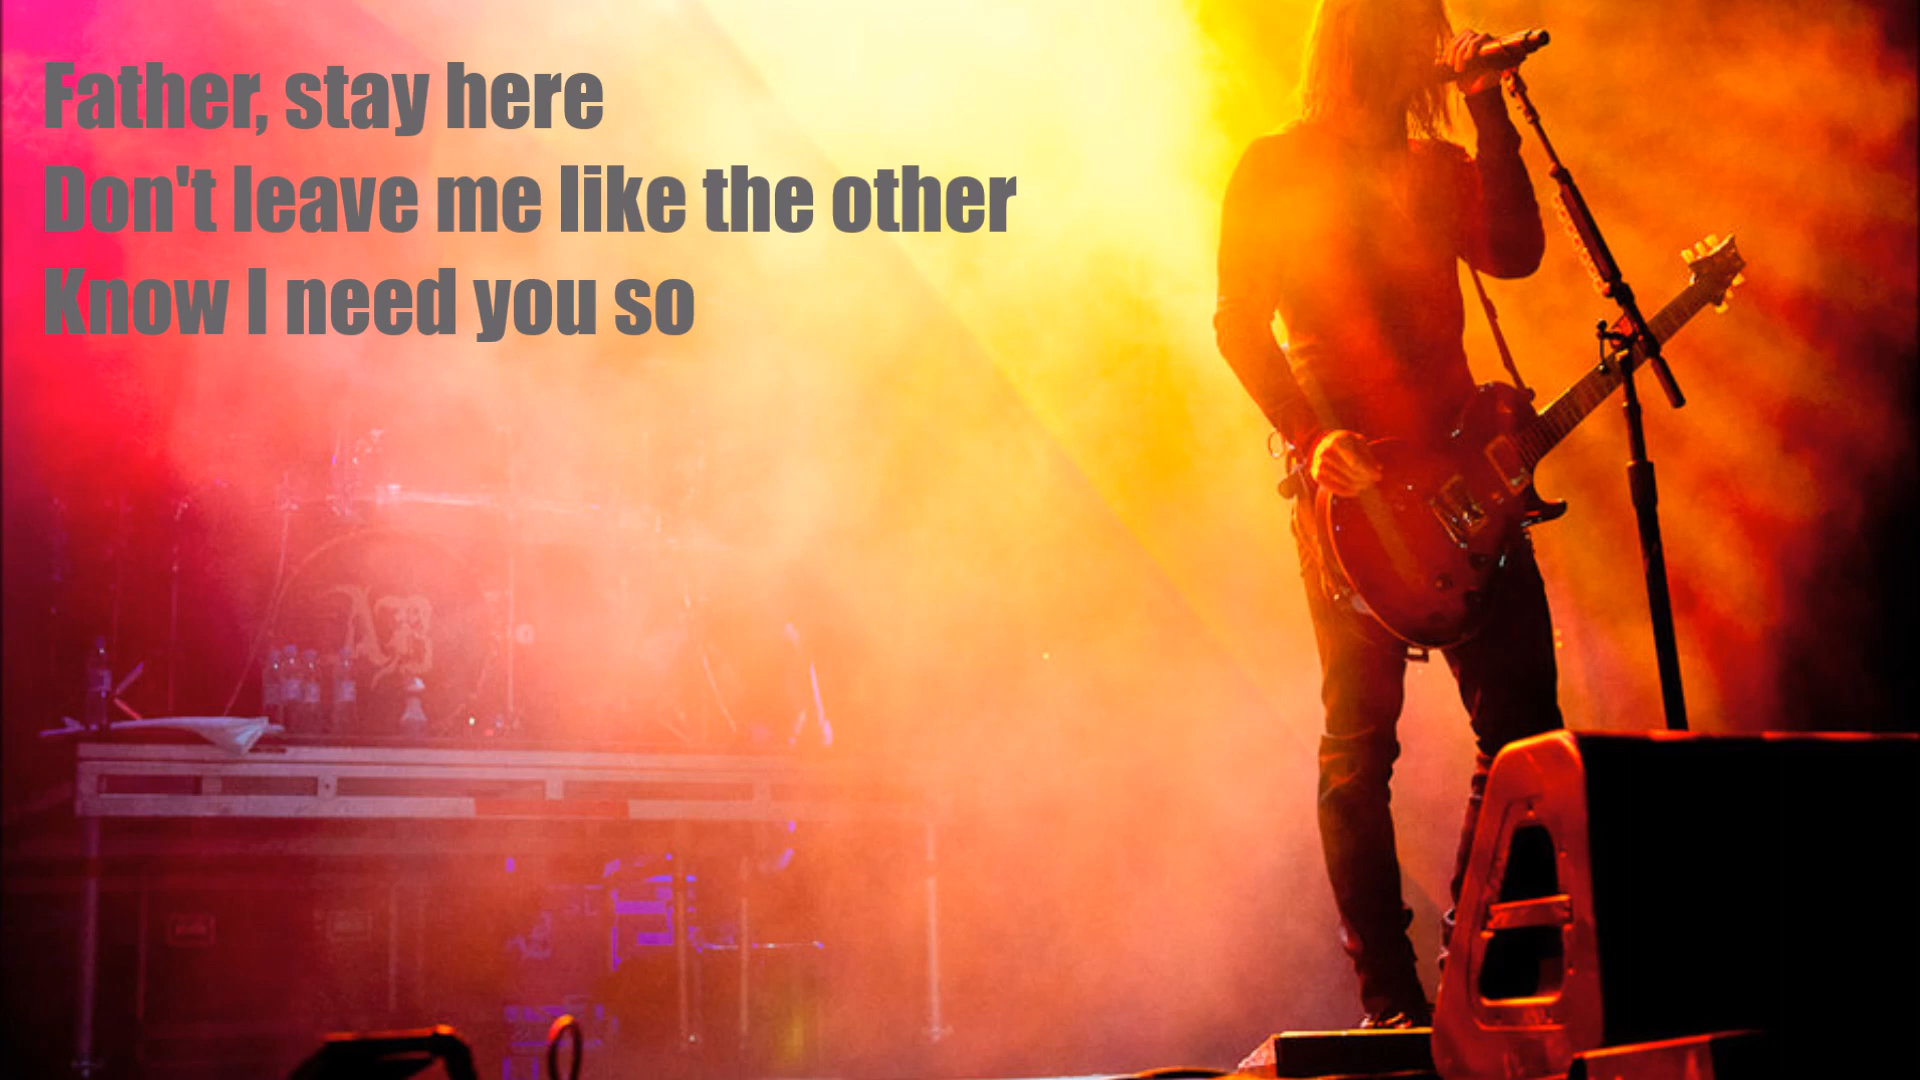 Father, stay here
Don't leave me like the other
Know I need you so